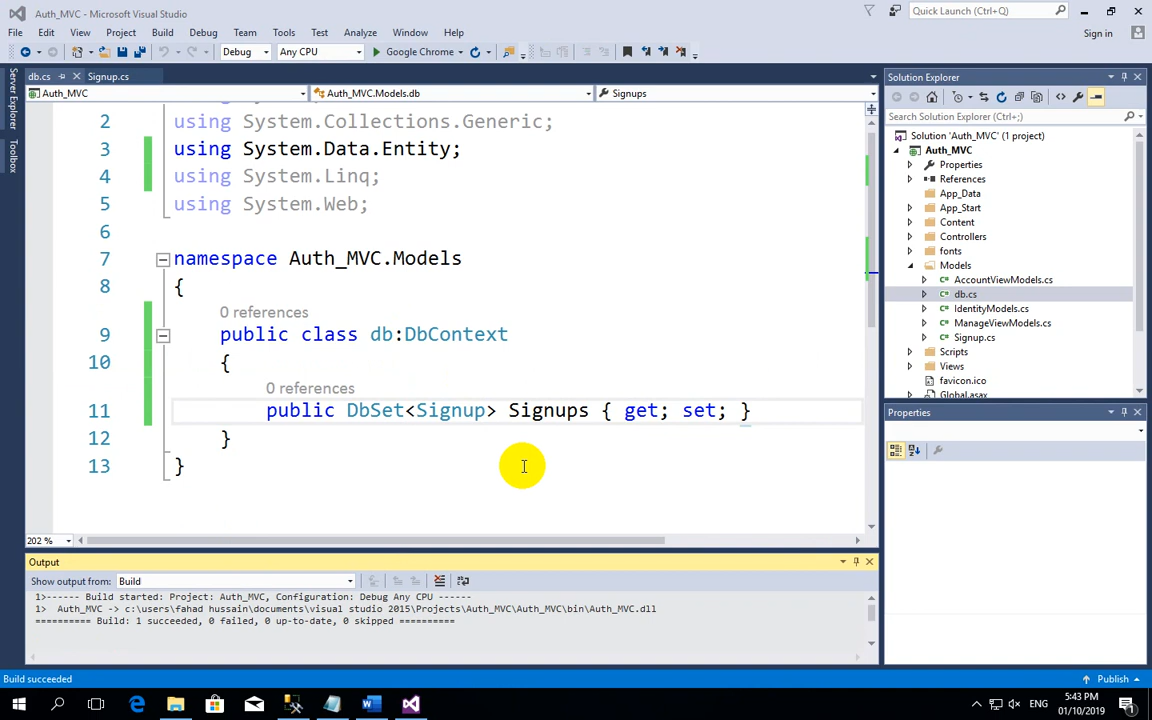 Auth_MVC - Microsoft Visual Studio
Quick Launch (Ctrl+Q)
File Edit View Project Build Debug Team Tools Test Analyze Window Help
Sign in
Debug Any CPU Google Chrome
Server Explorer
Toolbox
db.cs Signup.cs
Auth_MVC Auth_MVC.Models.db Signups
2 using System.Collections.Generic;
3 using System.Data.Entity;
4 using System.Linq;
5 using System.Web;
6
7 namespace Auth_MVC.Models
8 {
0 references
9 public class db:DbContext
10 {
0 references
11 public DbSet<Signup> Signups { get; set; }
12 }
13 }
202 %
Output
Show output from: Build
1>------ Build started: Project: Auth_MVC, Configuration: Debug Any CPU ------
1> Auth_MVC -> c:\users\fahad hussain\documents\visual studio 2015\Projects\Auth_MVC\Auth_MVC\bin\Auth_MVC.dll
========== Build: 1 succeeded, 0 failed, 0 up-to-date, 0 skipped ==========
Solution Explorer
Search Solution Explorer (Ctrl+;)
Solution 'Auth_MVC' (1 project)
Auth_MVC
Properties
References
App_Data
App_Start
Content
Controllers
fonts
Models
AccountViewModels.cs
db.cs
IdentityModels.cs
ManageViewModels.cs
Signup.cs
Scripts
Views
favicon.ico
Global.asax
Properties
Build succeeded
Publish
ENG
5:43 PM
01/10/2019
1